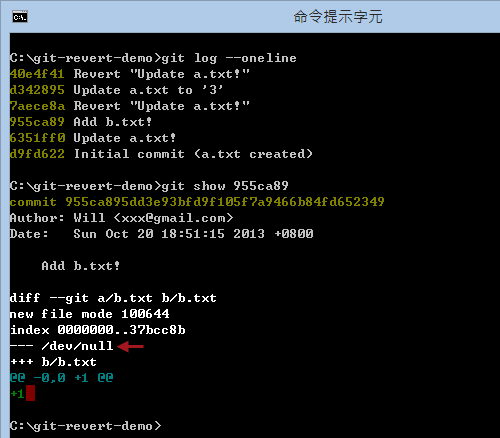 命令提示字元
C:\git-revert-demo>git log --oneline
40e4f41 Revert "Update a.txt!"
d342895 Update a.txt to '3'
7aece8a Revert "Update a.txt!"
955ca89 Add b.txt!
6351ff0 Update a.txt!
d9fd622 Initial commit (a.txt created)
C:\git-revert-demo>git show 955ca89
commit 955ca895dd3e93bfd9f105f7a9466b84fd652349
Author: Will <xxx@gmail.com>
Date:   Sun Oct 20 18:51:15 2013 +0800
Add b.txt!
diff --git a/b.txt b/b.txt
new file mode 100644
index 0000000..37bcc8b
--- /dev/null
+++ b/b.txt
@@ -0,0 +1 @@
+1
C:\git-revert-demo>